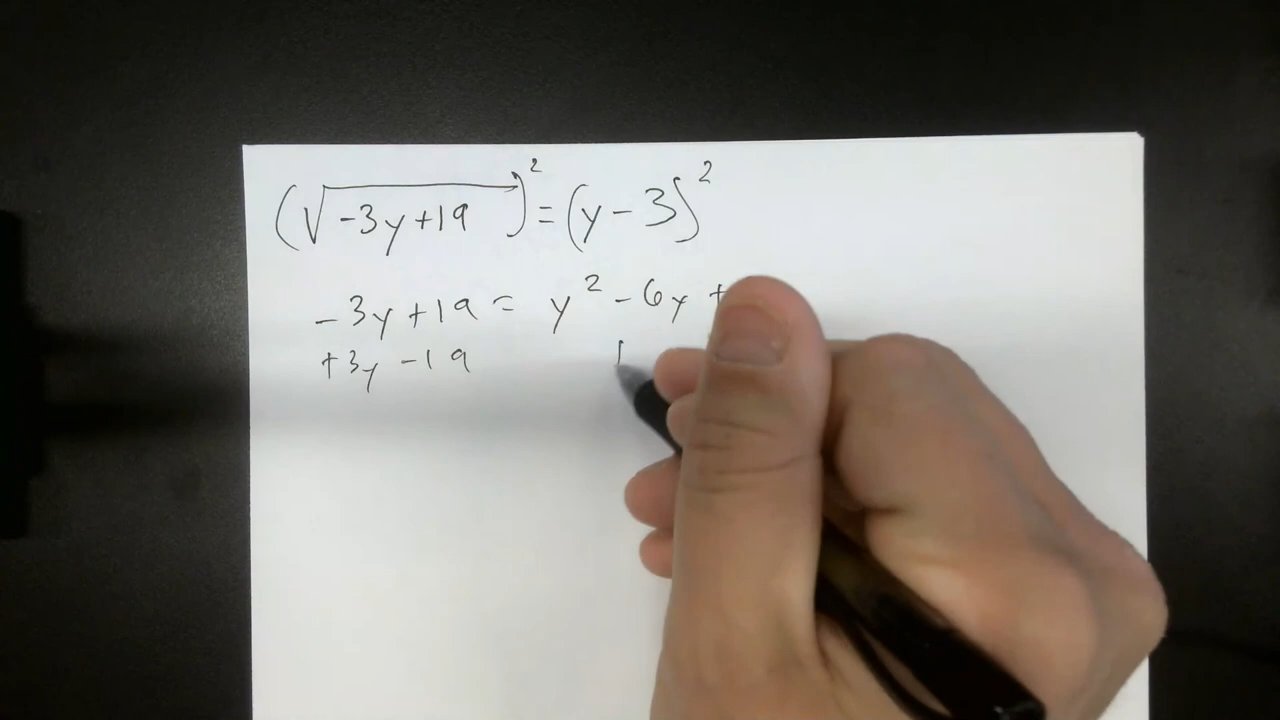 (√-3y+19)² = (y-3)²
-3y+19 = y² - 6y +
+3y -19